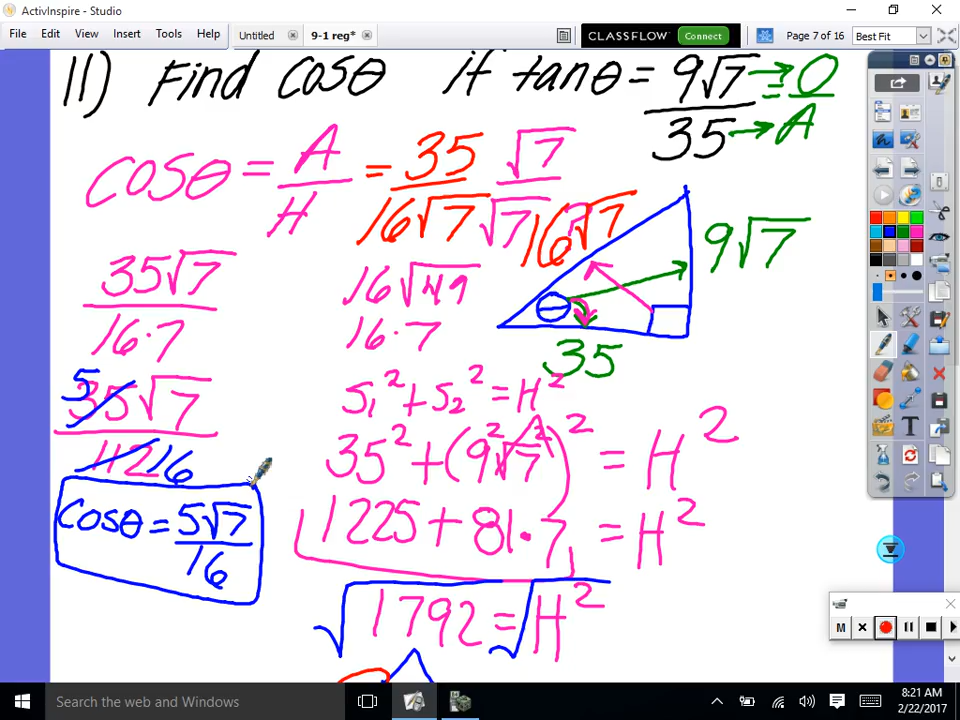 ActivInspire - Studio
File Edit View Insert Tools Help Untitled 9-1 reg* CLASSFLOW Connect Page 7 of 16 Best Fit
11) Find cosθ if tanθ = 9√7/35 → = O/A
cosθ = A/H = 35/16√7 √7/√7
16√7
9√7
θ
35
35√7/16·7
16√49
16·7
35√7/112 5 16
cosθ = 5√7/16
S₁² + S₂² = H²
35² + (9²√7²)² = H²
1225 + 81·7 = H²
√1792 = √H²
M
Search the web and Windows
8:21 AM
2/22/2017